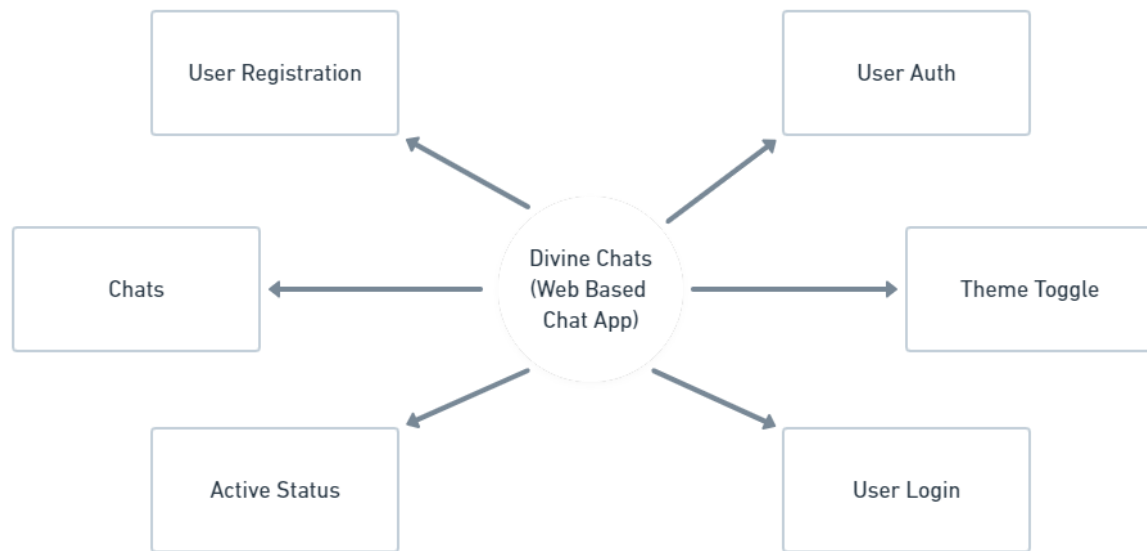 User Registration
User Auth
Divine Chats
(Web Based
Chat App)
Chats
Theme Toggle
Active Status
User Login